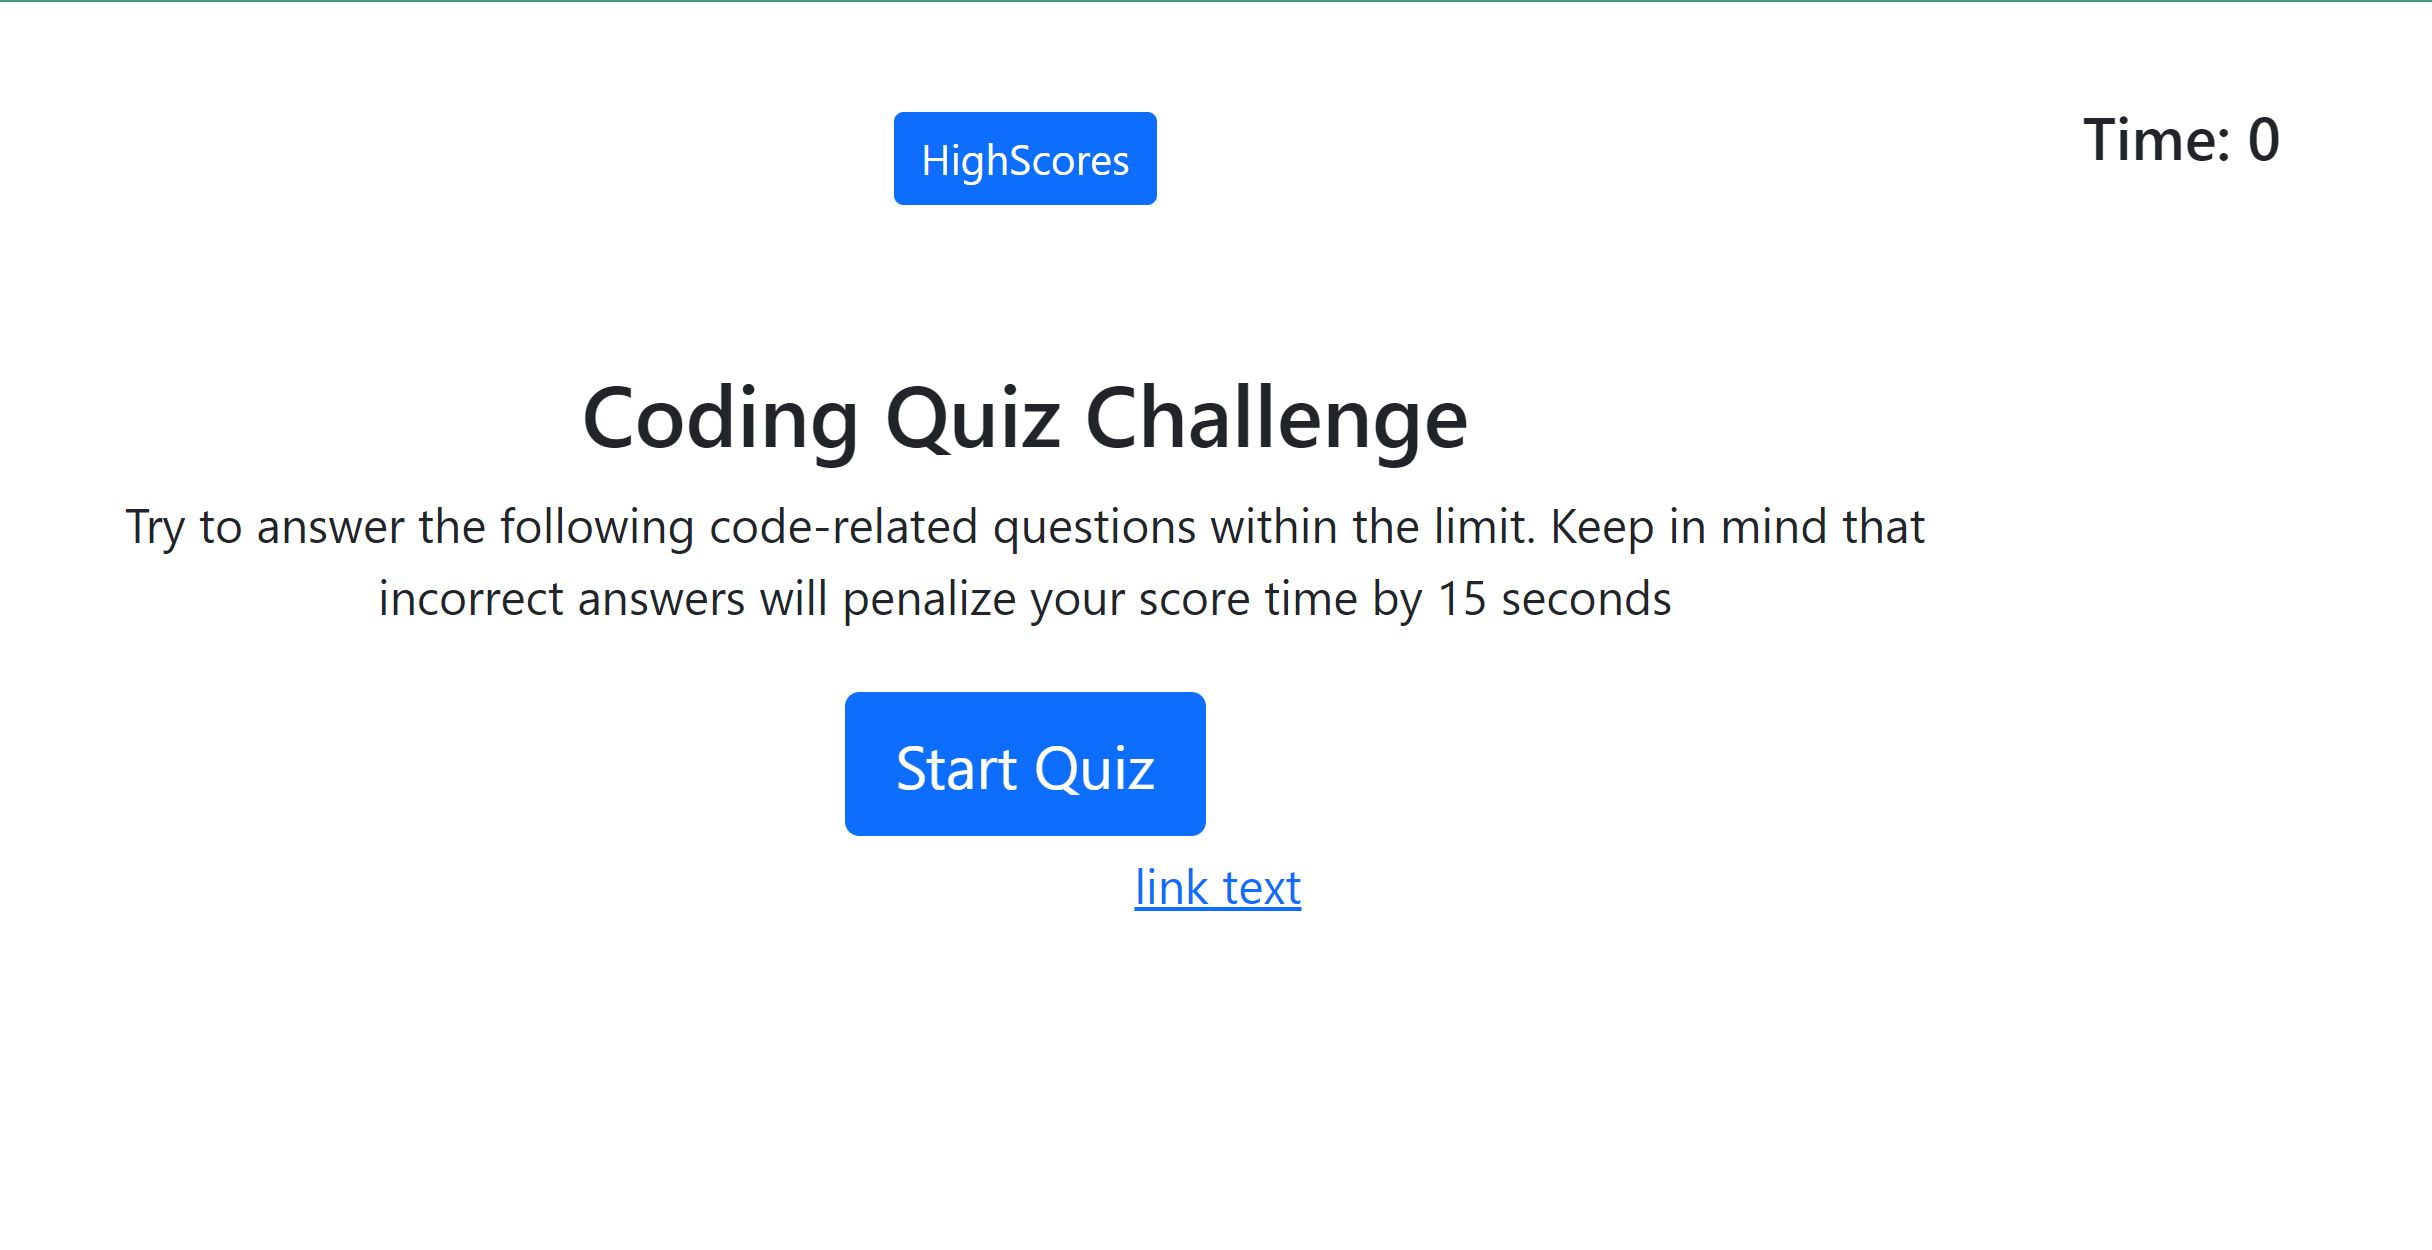 HighScores
Time: 0
Coding Quiz Challenge
Try to answer the following code-related questions within the limit. Keep in mind that
incorrect answers will penalize your score time by 15 seconds
Start Quiz
link text